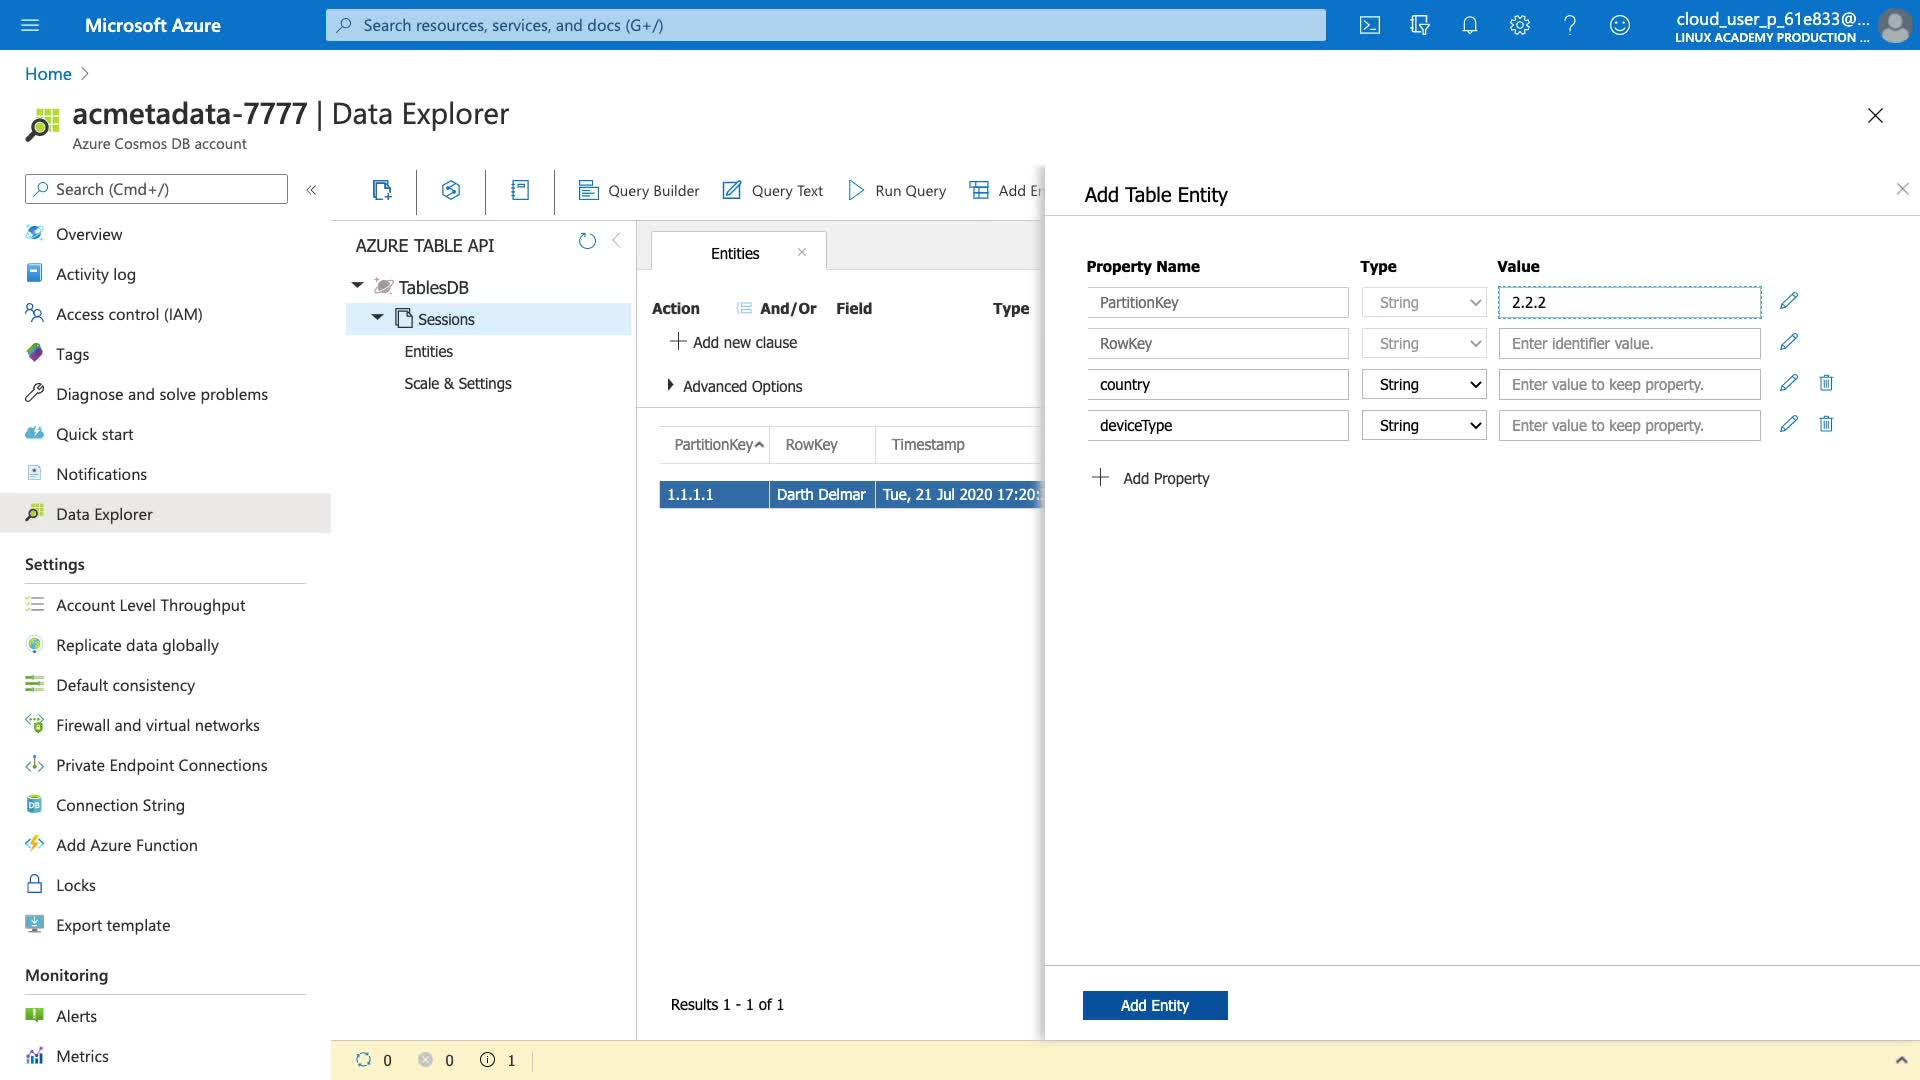 Microsoft Azure
Search resources, services, and docs (G+/)
cloud_user_p_61e833@...
LINUX ACADEMY PRODUCTION ...
Home
acmetadata-7777 | Data Explorer
Azure Cosmos DB account
Search (Cmd+/)
Overview
Activity log
Access control (IAM)
Tags
Diagnose and solve problems
Quick start
Notifications
Data Explorer
Settings
Account Level Throughput
Replicate data globally
Default consistency
Firewall and virtual networks
Private Endpoint Connections
Connection String
Add Azure Function
Locks
Export template
Monitoring
Alerts
Metrics
Query Builder
Query Text
Run Query
Add En
AZURE TABLE API
TablesDB
Sessions
Entities
Scale & Settings
Entities
Action And/Or Field Type
Add new clause
Advanced Options
PartitionKey RowKey Timestamp
1.1.1.1 Darth Delmar Tue, 21 Jul 2020 17:20:
Results 1 - 1 of 1
0 0 1
Add Table Entity
Property Name Type Value
PartitionKey String 2.2.2
RowKey String Enter identifier value.
country String Enter value to keep property.
deviceType String Enter value to keep property.
Add Property
Add Entity